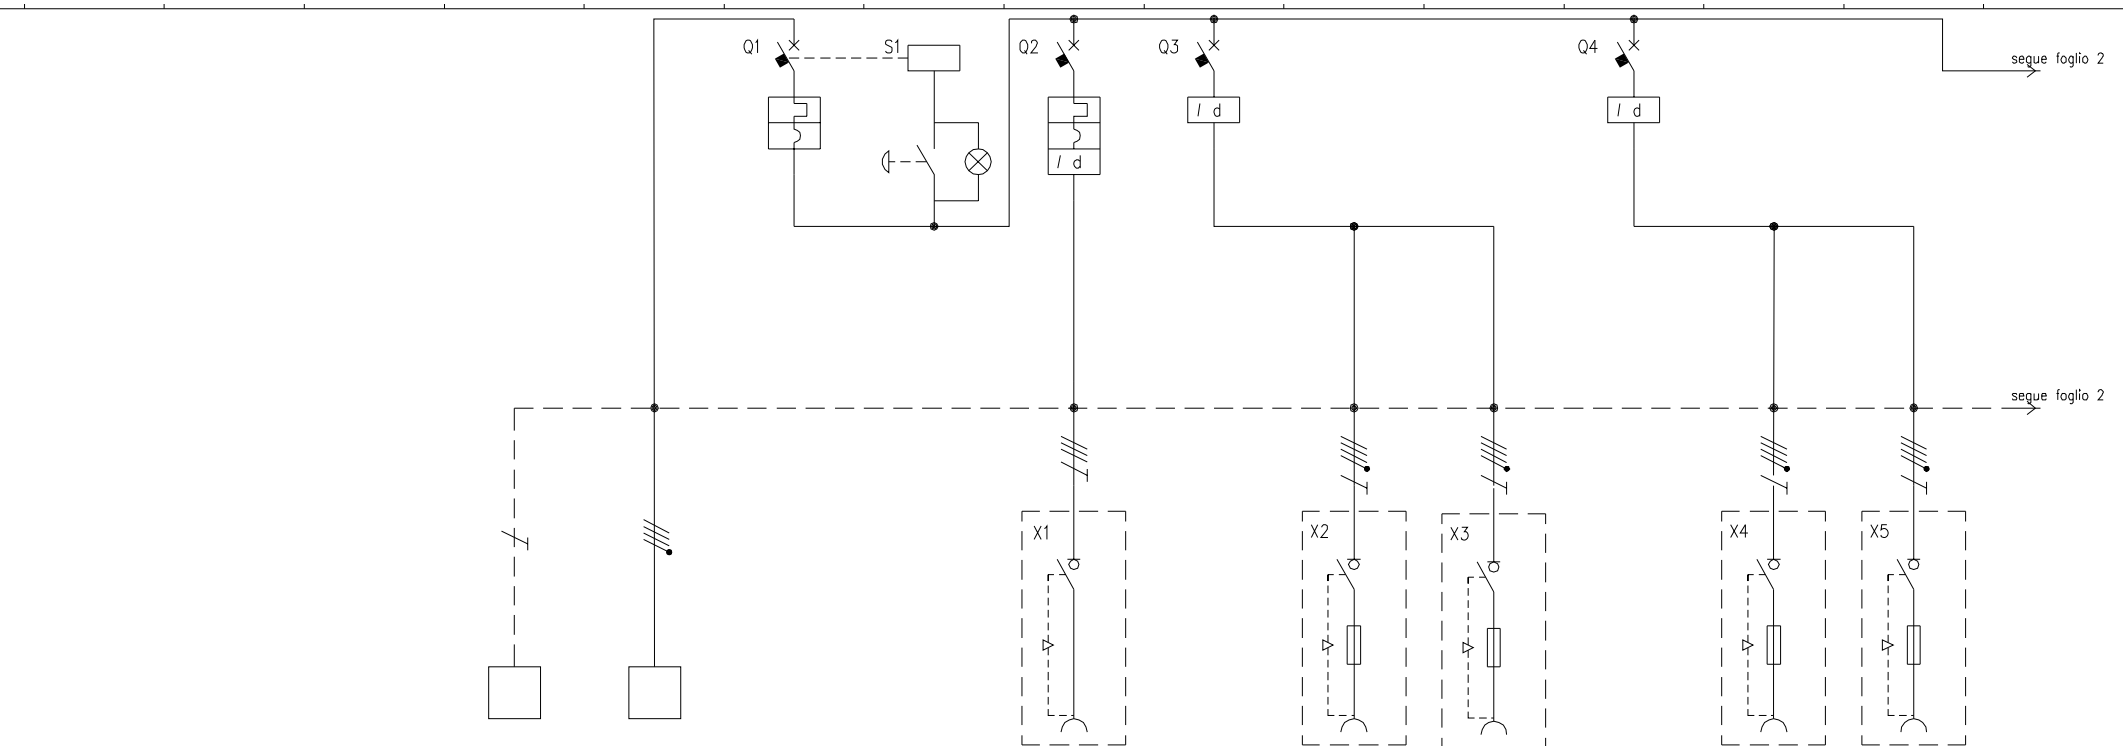 Q1
S1
Q2
Q3
Q4
segue foglio 2
I d
I d
I d
segue foglio 2
X1
X2
X3
X4
X5